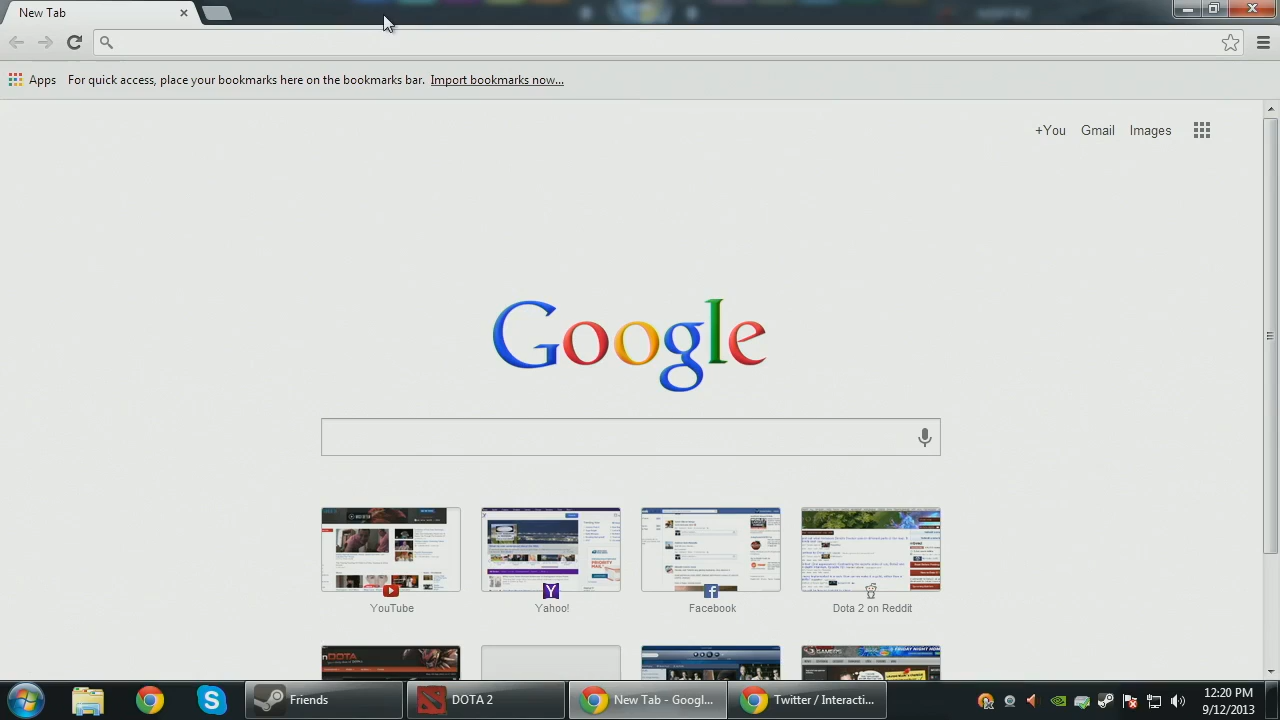 New Tab
Apps For quick access, place your bookmarks here on the bookmarks bar. Import bookmarks now...
+You Gmail Images
Google
YouTube Yahoo! Facebook Dota 2 on Reddit
Friends DOTA 2 New Tab - Googl... Twitter / Interacti...
12:20 PM
9/12/2013